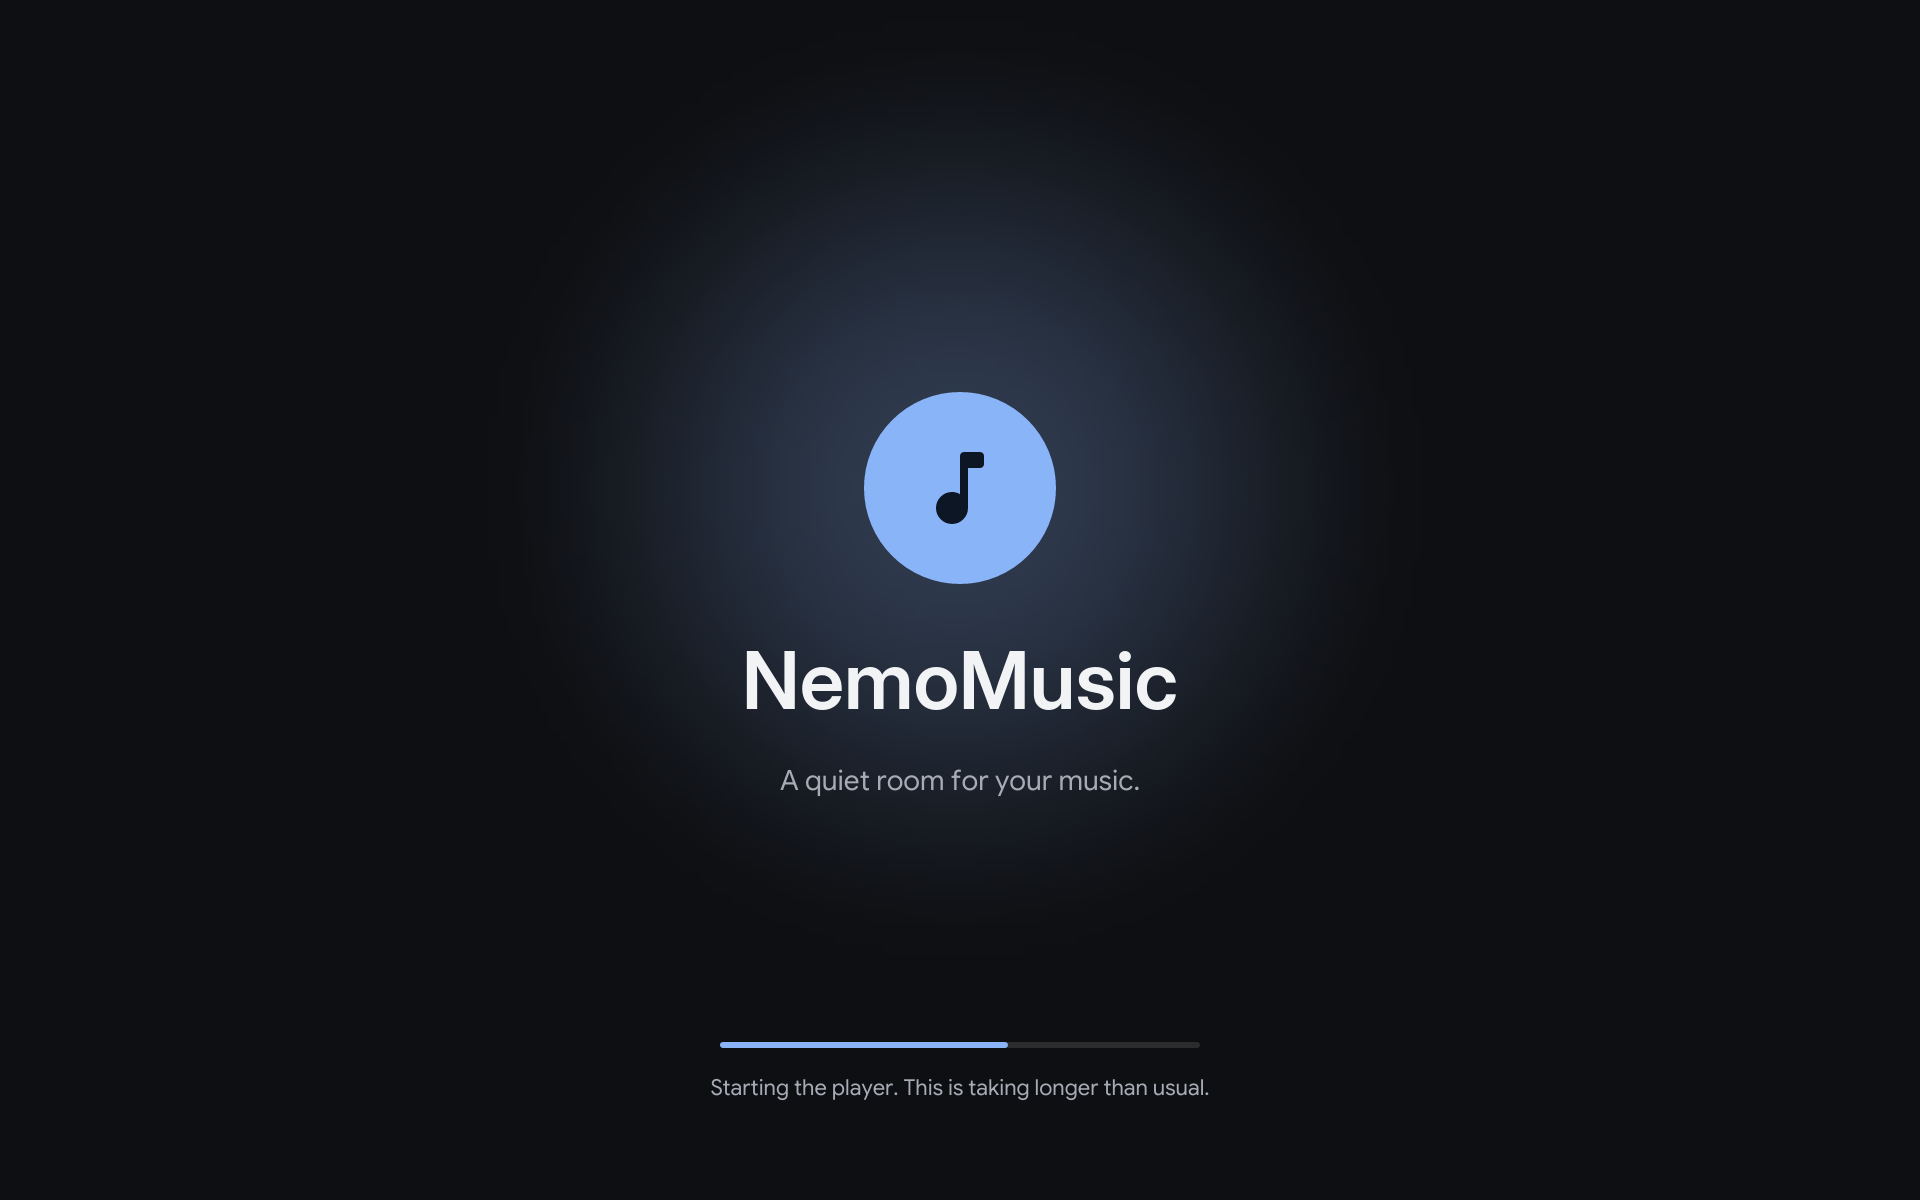 NemoMusic
A quiet room for your music.
Starting the player. This is taking longer than usual.